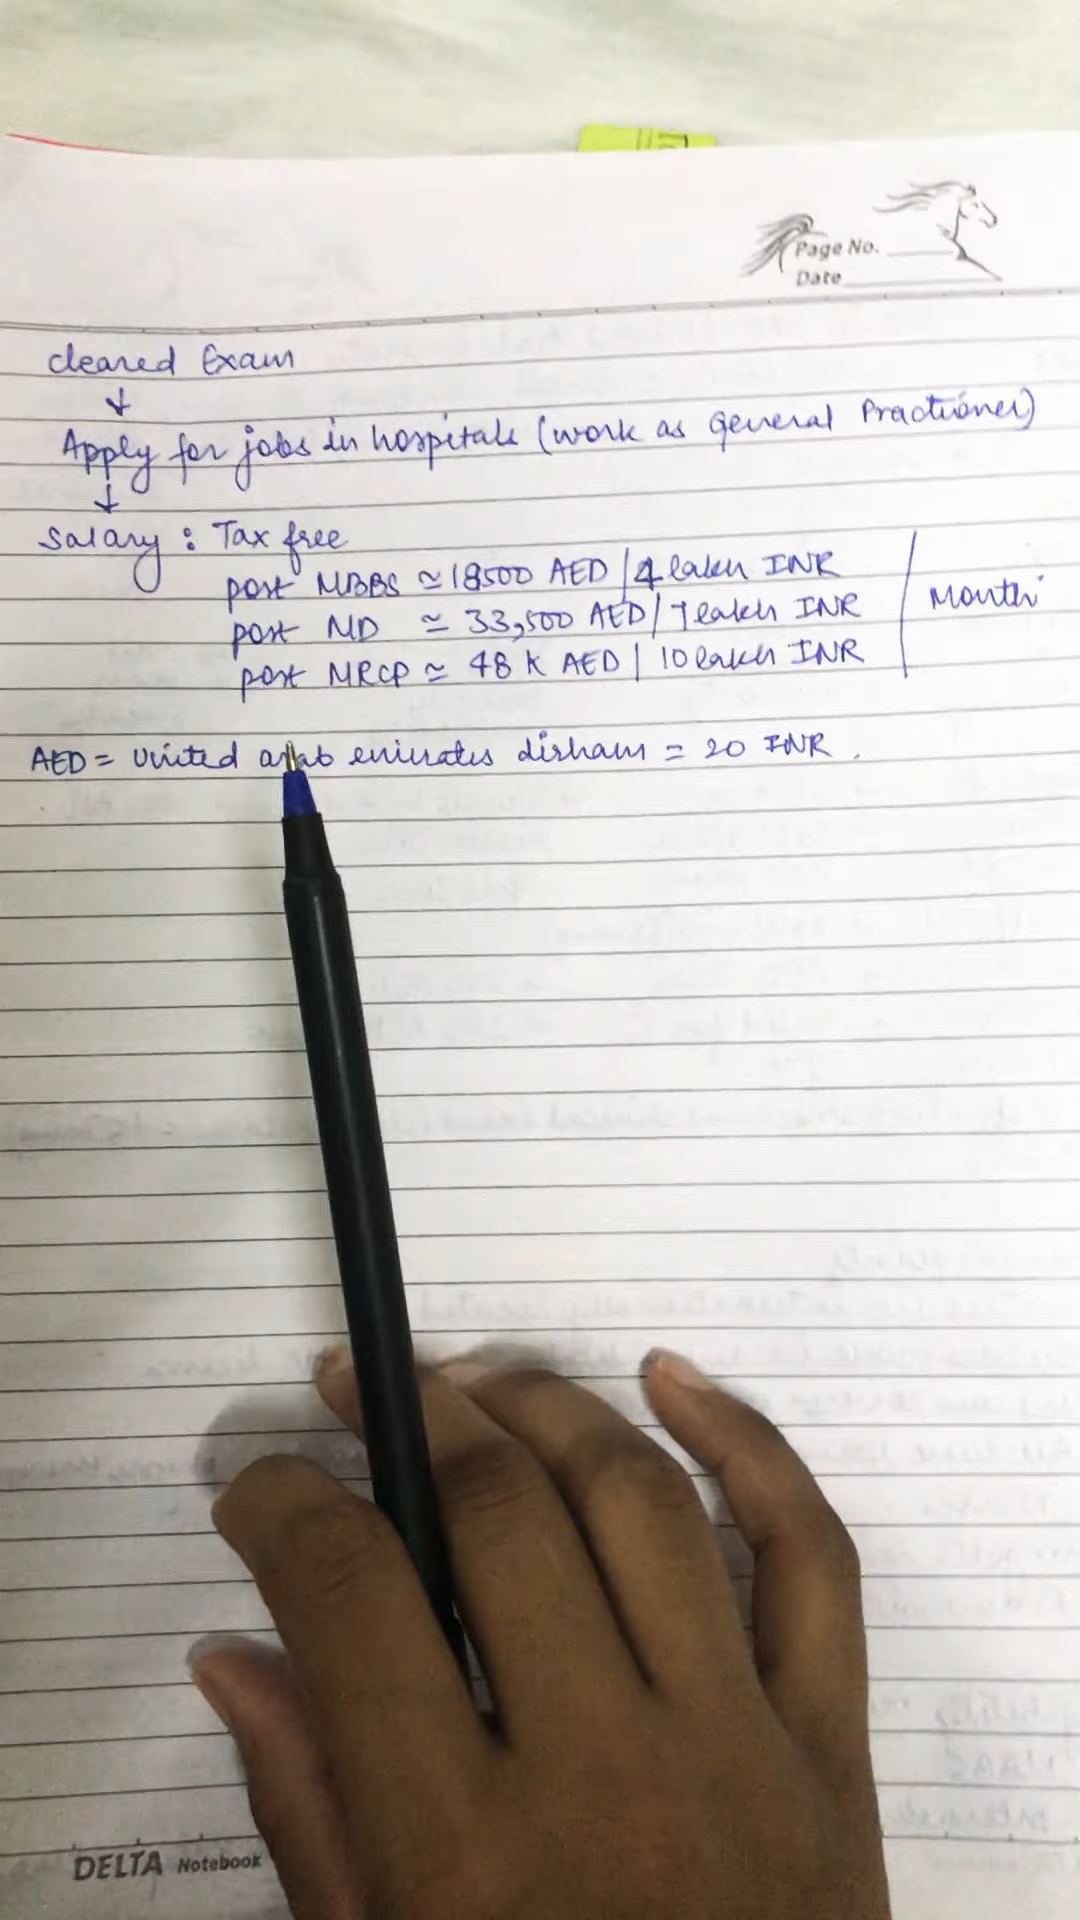 Page No.
Date
cleared Exam
↓
Apply for jobs in hospitals (work as General Practioner)
↓
Salary : Tax free
post MBBS ≃ 18500 AED / 4 lakh INR
post MD ≃ 33,500 AED / 7 lakh INR
post MRCP ≃ 48 K AED / 10 lakh INR
Month
AED = United arab emirates dirham = 20 INR.
DELTA Notebook